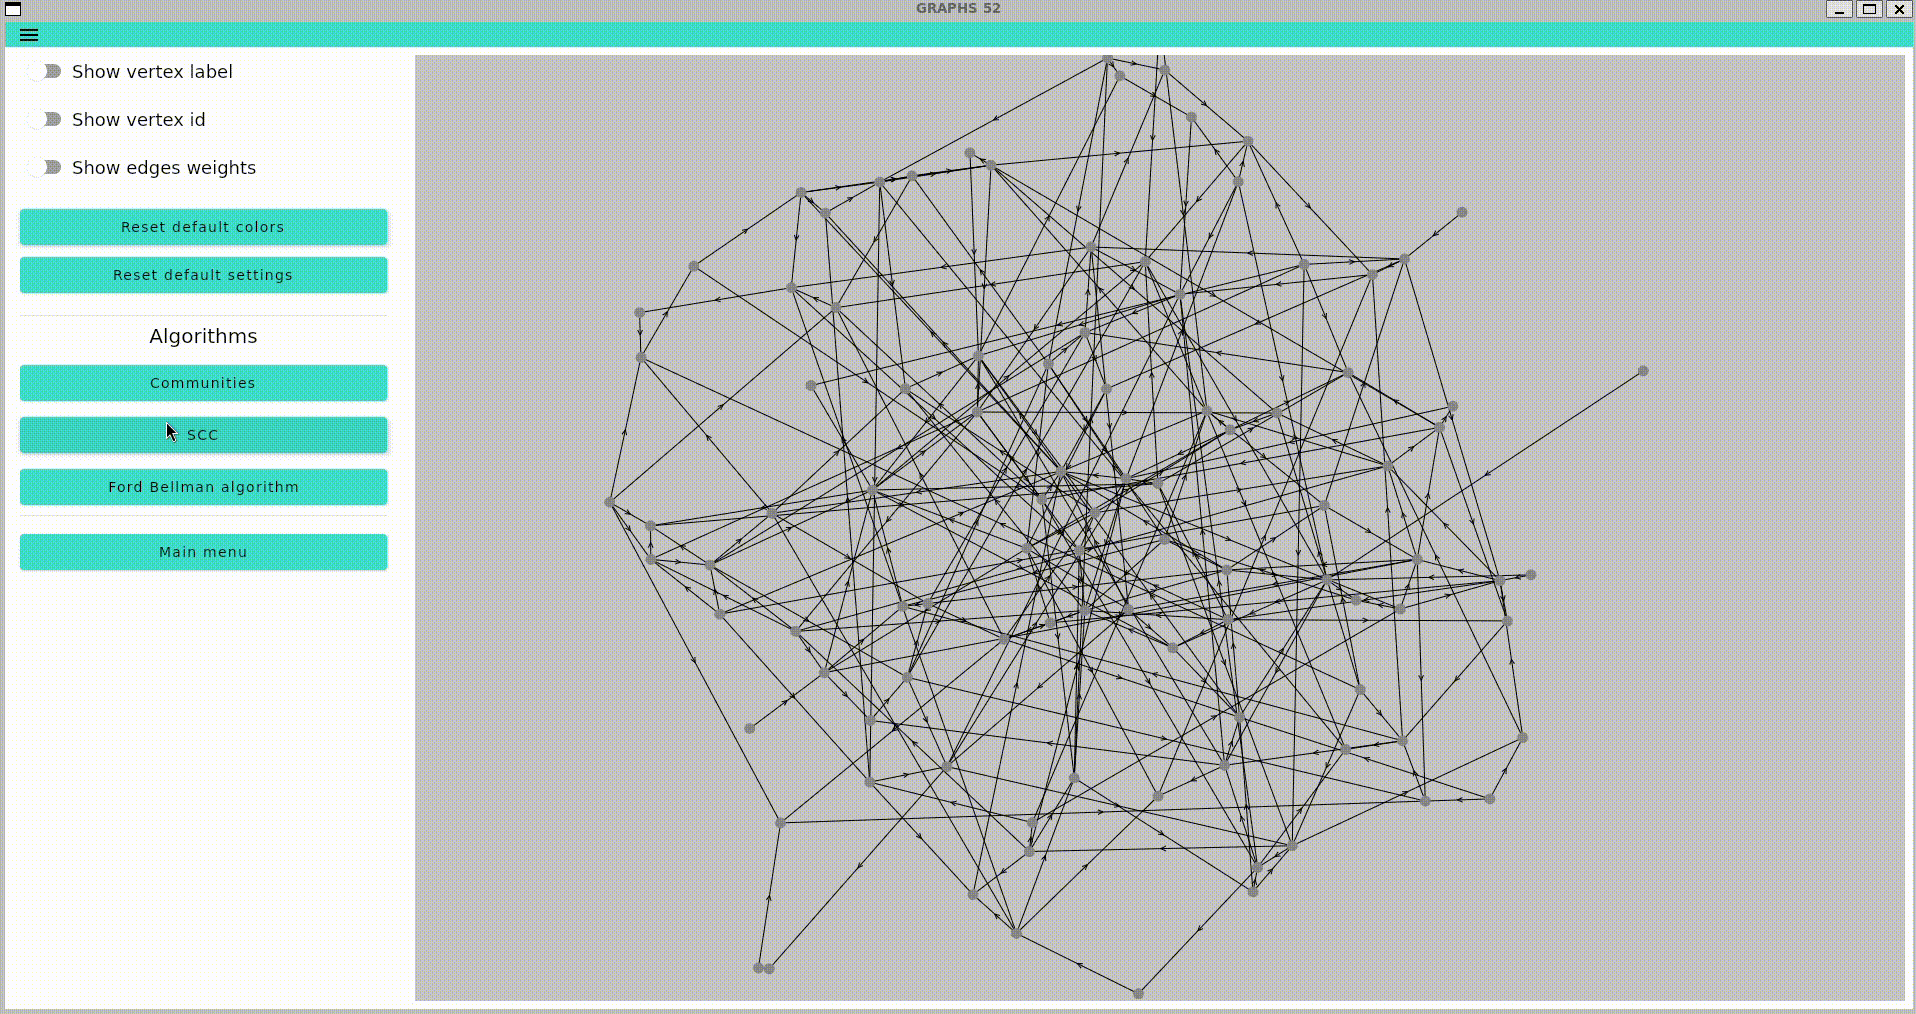 GRAPHS 52
Show vertex label
Show vertex id
Show edges weights
Reset default colors
Reset default settings
Algorithms
Communities
SCC
Ford Bellman algorithm
Main menu